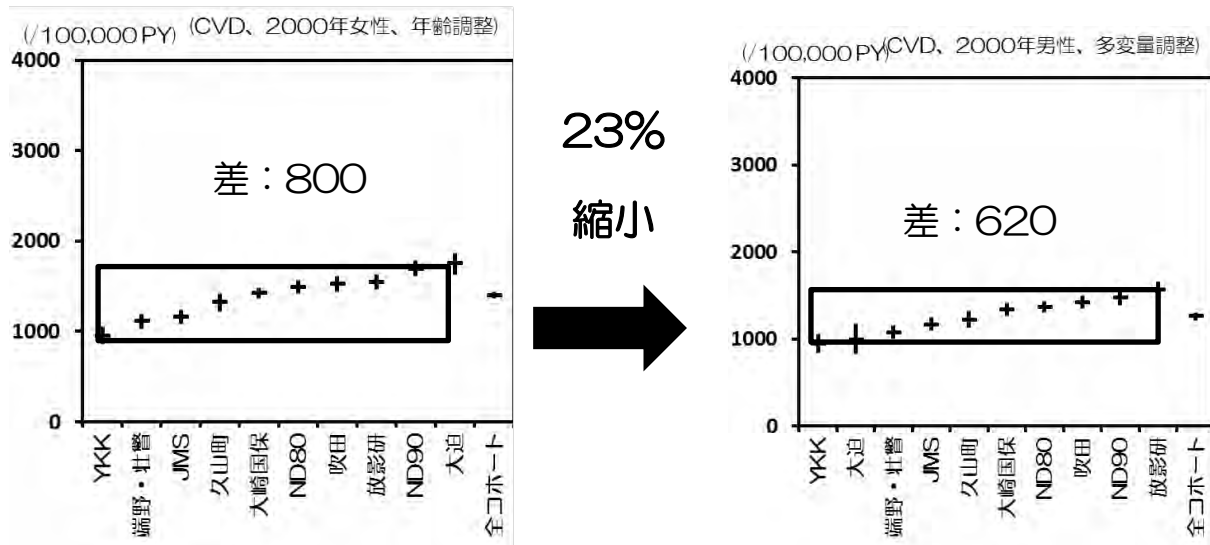 (/100,000 PY) (CVD、2000年女性、年齢調整)
4000
3000
2000
1000
0
差：800
YKK
端野・壮瞥
JMS
久山町
大崎国保
ND80
吹田
放影研
ND90
大迫
全コホート
23%
縮小
(/100,000 PY) (CVD、2000年男性、多変量調整)
4000
3000
2000
1000
0
差：620
YKK
大迫
端野・壮瞥
JMS
久山町
大崎国保
ND80
吹田
ND90
放影研
全コホート